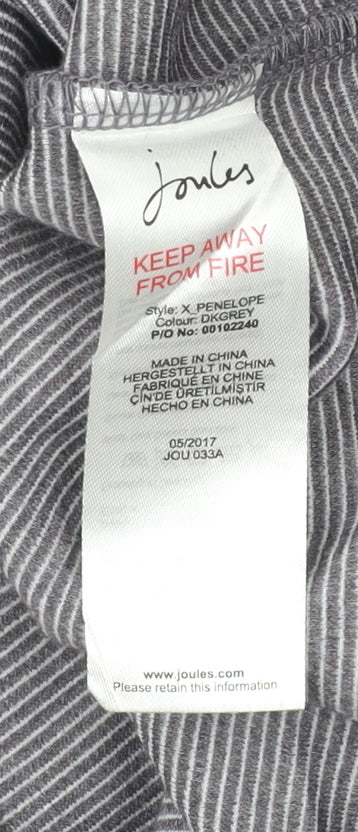 joules
KEEP AWAY
FROM FIRE
Style: X_PENELOPE
Colour: DKGREY
P/O No: 00102240
MADE IN CHINA
HERGESTELLT IN CHINA
FABRIQUÉ EN CHINE
ÇİN'DE ÜRETİLMİŞTİR
HECHO EN CHINA
05/2017
JOU 033A
www.joules.com
Please retain this information